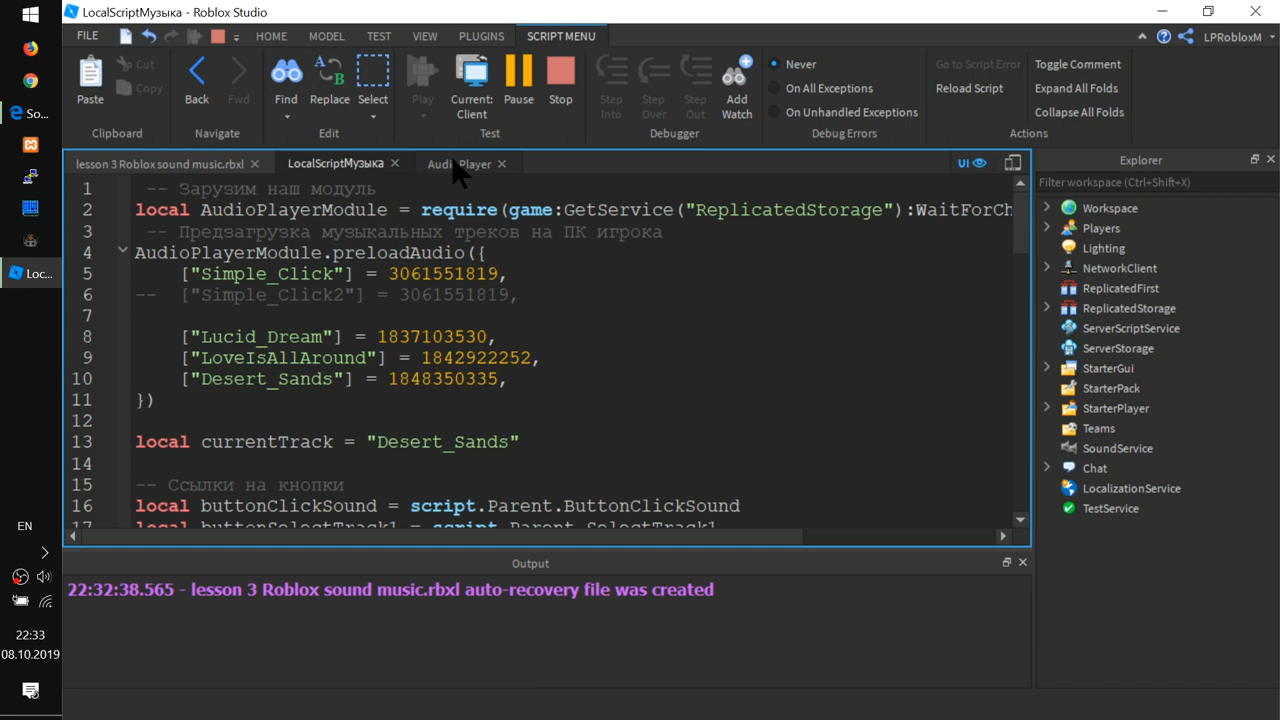 LocalScriptМузыка - Roblox Studio
FILE HOME MODEL TEST VIEW PLUGINS SCRIPT MENU LPRobloxM
Paste Cut Copy Back Fwd Find Replace Select Play Current: Client Pause Stop Step Into Step Over Step Out Add Watch Never On All Exceptions On Unhandled Exceptions Go to Script Error Reload Script Toggle Comment Expand All Folds Collapse All Folds
Clipboard Navigate Edit Test Debugger Debug Errors Actions
lesson 3 Roblox sound music.rbxl LocalScriptМузыка UI
1 -- Зарузим наш модуль
2 local AudioPlayerModule = require(game:GetService("ReplicatedStorage"):WaitForCh
3 -- Предзагрузка музыкальных треков на ПК игрока
4 AudioPlayerModule.preloadAudio({
5 ["Simple_Click"] = 3061551819,
6 -- ["Simple_Click2"] = 3061551819,
7
8 ["Lucid_Dream"] = 1837103530,
9 ["LoveIsAllAround"] = 1842922252,
10 ["Desert_Sands"] = 1848350335,
11 })
12
13 local currentTrack = "Desert_Sands"
14
15 -- Ссылки на кнопки
16 local buttonClickSound = script.Parent.ButtonClickSound
17 local buttonSelectTrack1 = script.Parent.SelectTrack1
Explorer
Filter workspace (Ctrl+Shift+X)
Workspace
Players
Lighting
NetworkClient
ReplicatedFirst
ReplicatedStorage
ServerScriptService
ServerStorage
StarterGui
StarterPack
StarterPlayer
Teams
SoundService
Chat
LocalizationService
TestService
Output
22:32:38.565 - lesson 3 Roblox sound music.rbxl auto-recovery file was created
So...
Loc...
EN
22:33
08.10.2019